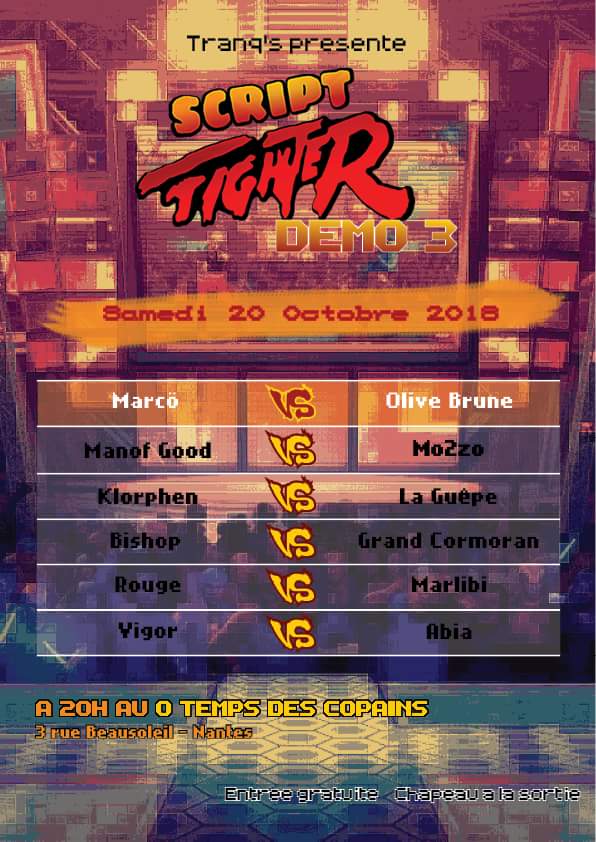 Tranq's presente
SCRIPT
FIGHTER
DEMO 3
Samedi 20 Octobre 2018
Marcö VS Olive Brune
Manof Good VS Mo2zo
Klorphen VS La Guêpe
Bishop VS Grand Cormoran
Rouge VS Marlibi
Vigor VS Abia
A 20H AU O TEMPS DES COPAINS
3 rue Beausoleil - Nantes
Entree gratuite Chapeau a la sortie